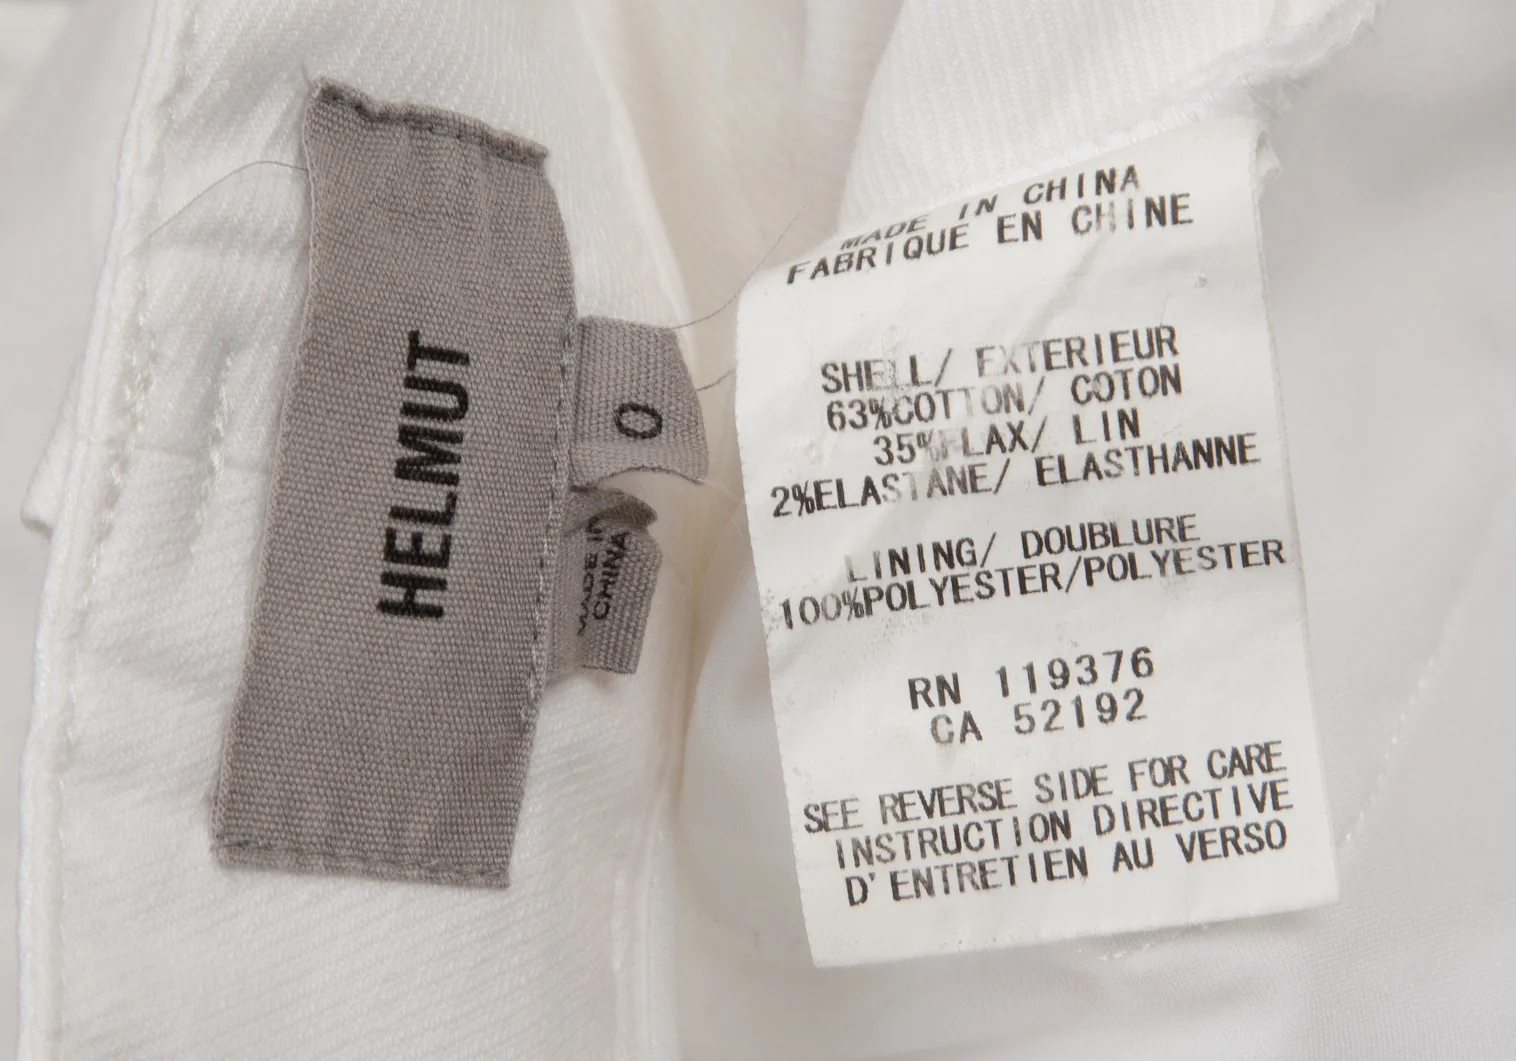 HELMUT
0
MADE IN
CHINA
MADE IN CHINA
FABRIQUE EN CHINE
SHELL/ EXTERIEUR
63%COTTON/ COTON
35%FLAX/ LIN
2%ELASTANE/ ELASTHANNE
LINING/ DOUBLURE
100%POLYESTER/POLYESTER
RN 119376
CA 52192
SEE REVERSE SIDE FOR CARE
INSTRUCTION DIRECTIVE
D'ENTRETIEN AU VERSO